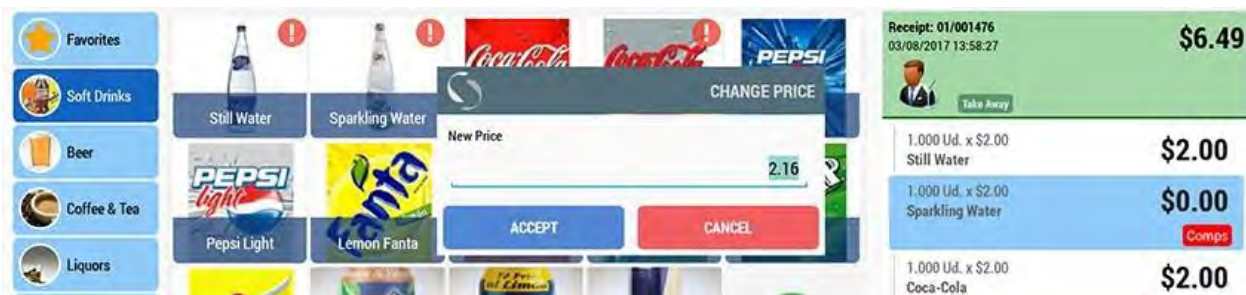 Favorites
Soft Drinks
Beer
Coffee & Tea
Liquors
Still Water
Sparkling Water
Coca-Cola
Coca-Cola
PEPSI
PEPSI
light
Pepsi Light
Fanta
Lemon Fanta
CHANGE PRICE
New Price
2.16
ACCEPT
CANCEL
Receipt: 01/001476
03/08/2017 13:58:27
$6.49
Take Away
1.000 Ud. x $2.00
Still Water
$2.00
1.000 Ud. x $2.00
Sparkling Water
$0.00
Comps
1.000 Ud. x $2.00
Coca-Cola
$2.00